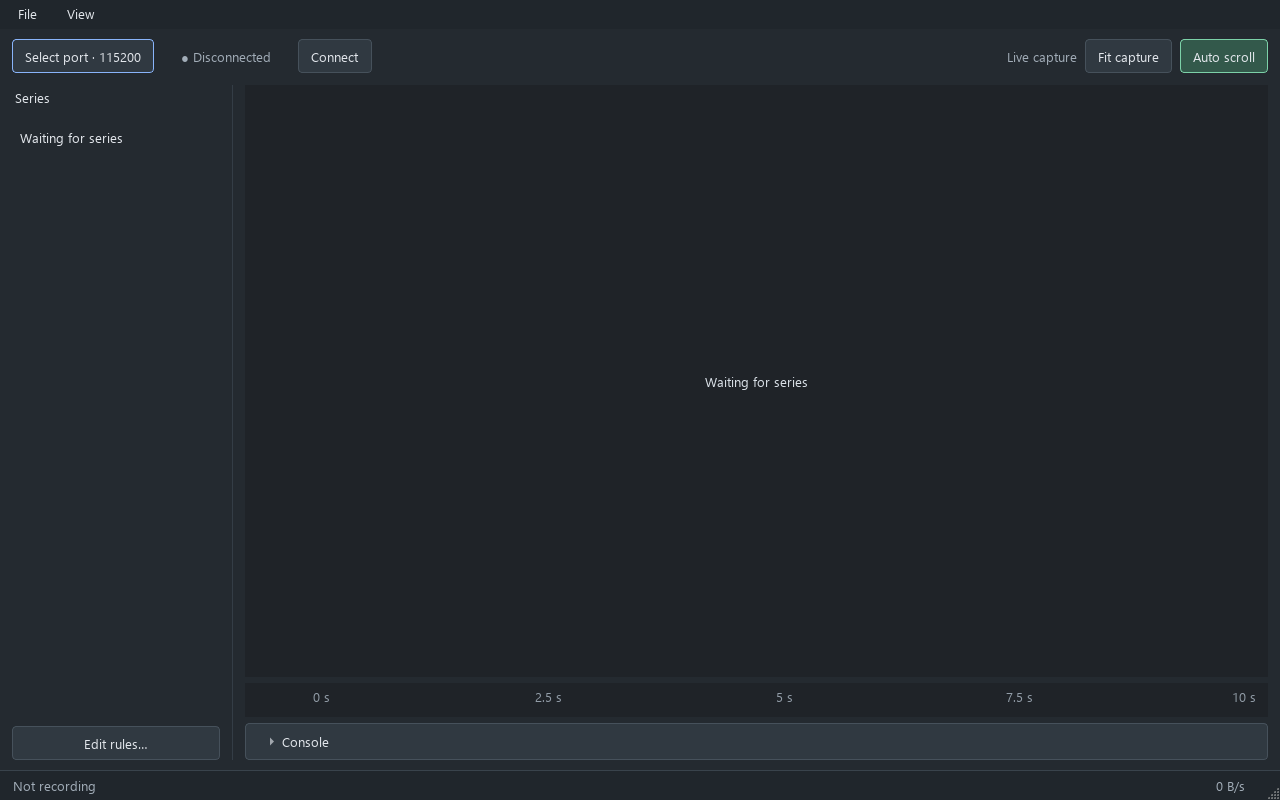 File View
Select port · 115200 ● Disconnected Connect Live capture Fit capture Auto scroll
Series
Waiting for series
Waiting for series
0 s 2.5 s 5 s 7.5 s 10 s
Edit rules...
Console
Not recording 0 B/s